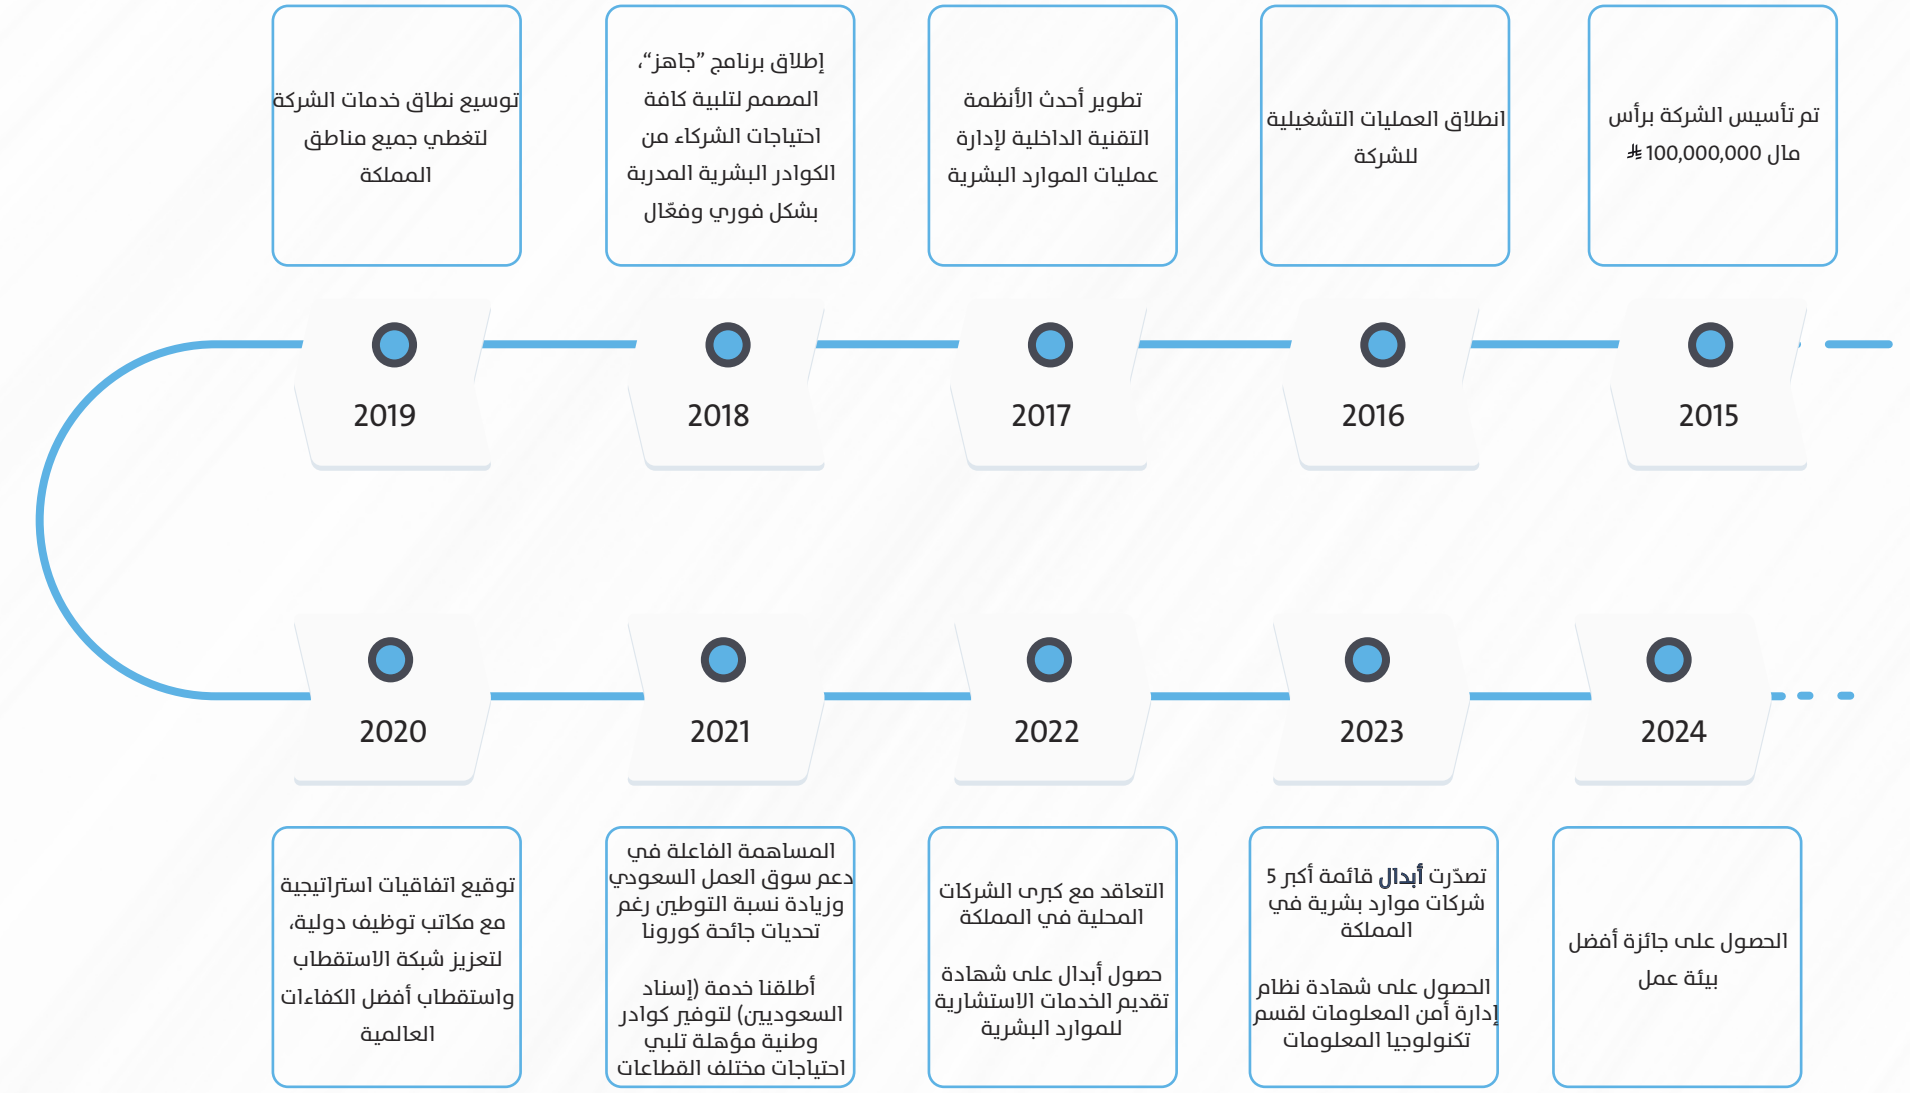 تم تأسيس الشركة برأس
مال 100,000,000 ⃁
2015
انطلاق العمليات التشغيلية
للشركة
2016
تطوير أحدث الأنظمة
التقنية الداخلية لإدارة
عمليات الموارد البشرية
2017
إطلاق برنامج ”جاهز“،
المصمم لتلبية كافة
احتياجات الشركاء من
الكوادر البشرية المدربة
بشكل فوري وفعّال
2018
توسيع نطاق خدمات الشركة
لتغطي جميع مناطق
المملكة
2019
2020
توقيع اتفاقيات استراتيجية
مع مكاتب توظيف دولية،
لتعزيز شبكة الاستقطاب
واستقطاب أفضل الكفاءات
العالمية
2021
المساهمة الفاعلة في
دعم سوق العمل السعودي
وزيادة نسبة التوطين رغم
تحديات جائحة كورونا
أطلقنا خدمة (إسناد
السعوديين) لتوفير كوادر
وطنية مؤهلة تلبي
احتياجات مختلف القطاعات
2022
التعاقد مع كبرى الشركات
المحلية في المملكة
حصول أبدال على شهادة
تقديم الخدمات الاستشارية
للموارد البشرية
2023
تصدّرت أبدال قائمة أكبر 5
شركات موارد بشرية في
المملكة
الحصول على شهادة نظام
إدارة أمن المعلومات لقسم
تكنولوجيا المعلومات
2024
الحصول على جائزة أفضل
بيئة عمل